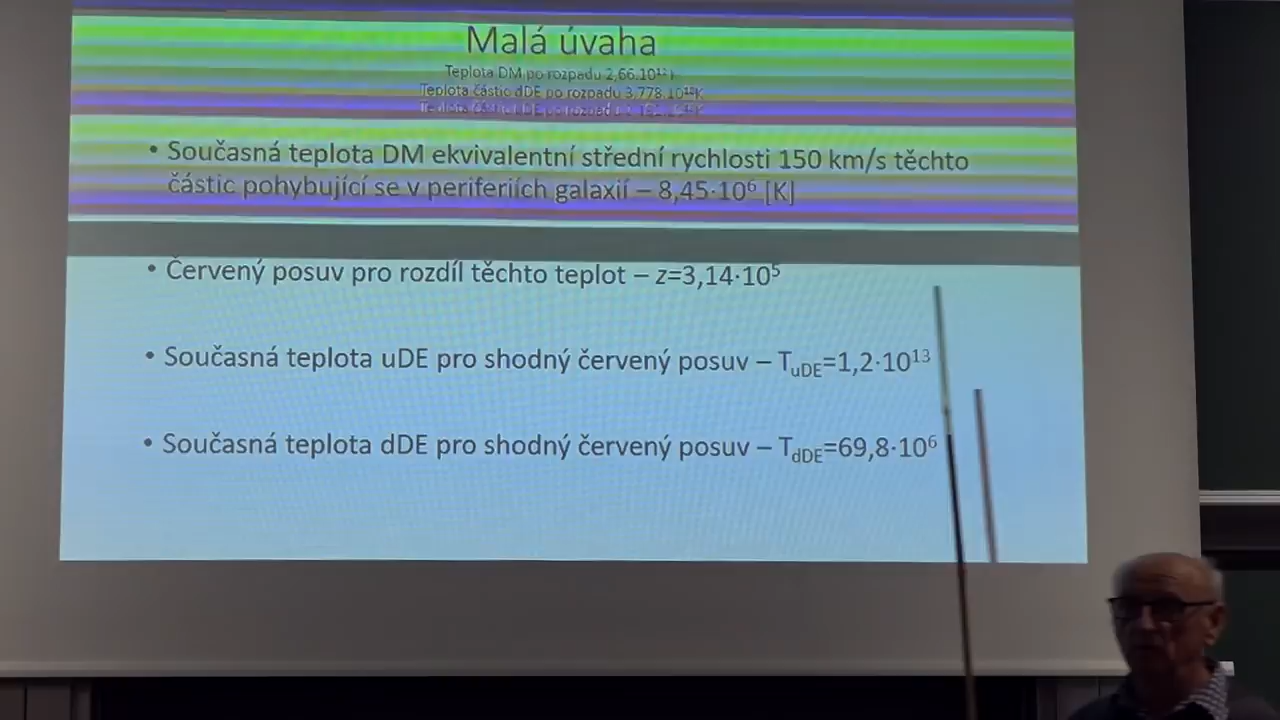 Malá úvaha
Teplota DM po rozpadu
Teplota částic dDE po rozpadu 3,778.10
po rozpadu
• Současná teplota DM ekvivalentní střední rychlosti 150 km/s těchto
částic pohybující se v periferiích galaxií – 8,45·10⁶ [K]
• Červený posuv pro rozdíl těchto teplot – z=3,14·10⁵
• Současná teplota uDE pro shodný červený posuv – TuDE=1,2·10¹³
• Současná teplota dDE pro shodný červený posuv – TdDE=69,8·10⁶